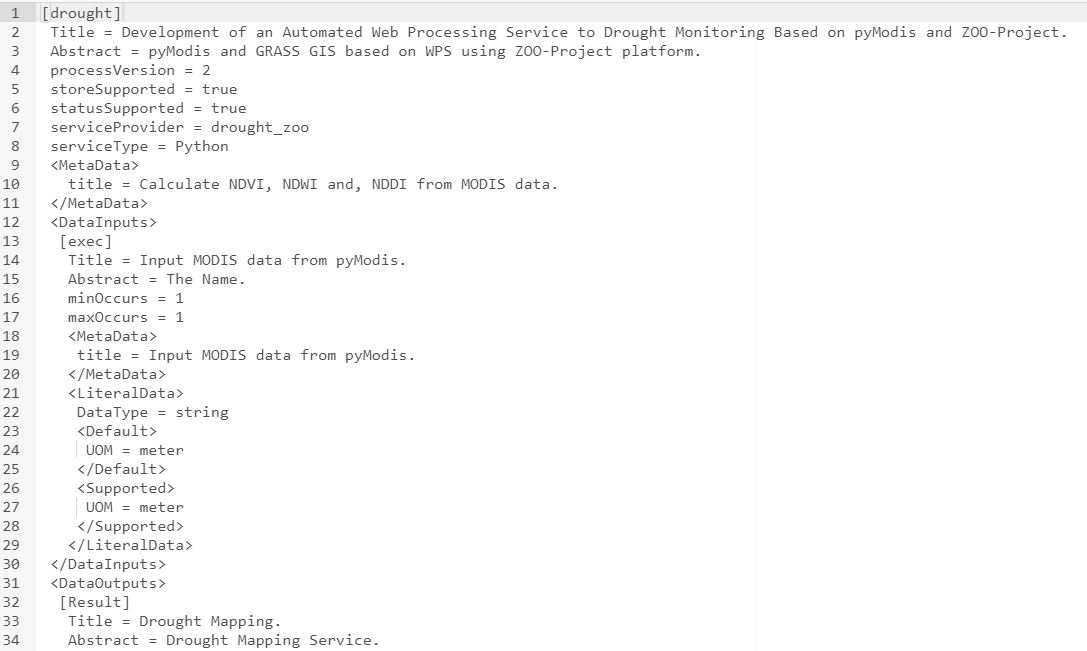 1 [drought]
2 Title = Development of an Automated Web Processing Service to Drought Monitoring Based on pyModis and ZOO-Project.
3 Abstract = pyModis and GRASS GIS based on WPS using ZOO-Project platform.
4 processVersion = 2
5 storeSupported = true
6 statusSupported = true
7 serviceProvider = drought_zoo
8 serviceType = Python
9 <MetaData>
10 title = Calculate NDVI, NDWI and, NDDI from MODIS data.
11 </MetaData>
12 <DataInputs>
13 [exec]
14 Title = Input MODIS data from pyModis.
15 Abstract = The Name.
16 minOccurs = 1
17 maxOccurs = 1
18 <MetaData>
19 title = Input MODIS data from pyModis.
20 </MetaData>
21 <LiteralData>
22 DataType = string
23 <Default>
24 UOM = meter
25 </Default>
26 <Supported>
27 UOM = meter
28 </Supported>
29 </LiteralData>
30 </DataInputs>
31 <DataOutputs>
32 [Result]
33 Title = Drought Mapping.
34 Abstract = Drought Mapping Service.